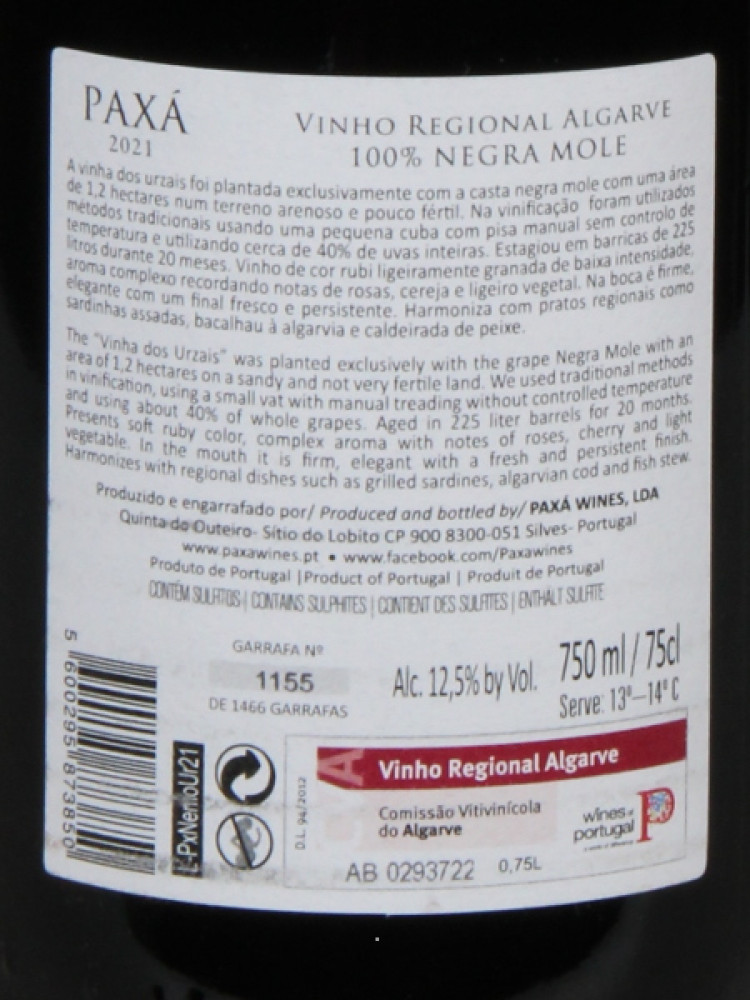 PAXÁ
2021
VINHO REGIONAL ALGARVE
100% NEGRA MOLE
A vinha dos urzais foi plantada exclusivamente com a casta negra mole com uma área
de 1,2 hectares num terreno arenoso e pouco fértil. Na vinificação foram utilizados
métodos tradicionais usando uma pequena cuba com pisa manual sem controlo de
temperatura e utilizando cerca de 40% de uvas inteiras. Estagiou em barricas de 225
litros durante 20 meses. Vinho de cor rubi ligeiramente granada de baixa intensidade,
aroma complexo recordando notas de rosas, cereja e ligeiro vegetal. Na boca é firme,
elegante com um final fresco e persistente. Harmoniza com pratos regionais como
sardinhas assadas, bacalhau à algarvia e caldeirada de peixe.
The "Vinha dos Urzais" was planted exclusively with the grape Negra Mole with an
area of 1,2 hectares on a sandy and not very fertile land. We used traditional methods
in vinification, using a small vat with manual treading without controlled temperature
and using about 40% of whole grapes. Aged in 225 liter barrels for 20 months.
Presents soft ruby color, complex aroma with notes of roses, cherry and light
vegetable. In the mouth it is firm, elegant with a fresh and persistent finish.
Harmonizes with regional dishes such as grilled sardines, algarvian cod and fish stew.
Produzido e engarrafado por/ Produced and bottled by/ PAXÁ WINES, LDA
Quinta do Outeiro- Sítio do Lobito CP 900 8300-051 Silves- Portugal
www.paxawines.pt ▪ www.facebook.com/Paxawines
Produto de Portugal |Product of Portugal | Produit de Portugal
CONTÉM SULFITOS | CONTAINS SULPHITES | CONTIENT DES SULFITES | ENTHÄLT SULFITE
GARRAFA Nº
1155
DE 1466 GARRAFAS
Alc. 12,5% by Vol.
750 ml / 75cl
Serve: 13º–14º C
5 600295 873850
D.L. 94/2012
Vinho Regional Algarve
Comissão Vitivinícola
do Algarve
wines of
portugal
AB 0293722 0,75L